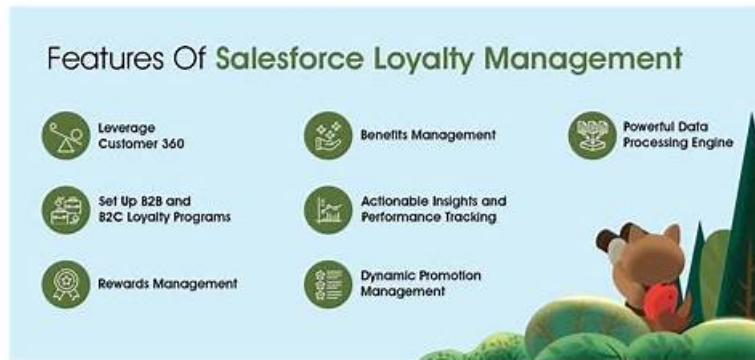 Features Of Salesforce Loyalty Management
Leverage
Customer 360
Set Up B2B and
B2C Loyalty Programs
Rewards Management
Benefits Management
Actionable Insights and
Performance Tracking
Dynamic Promotion
Management
Powerful Data
Processing Engine